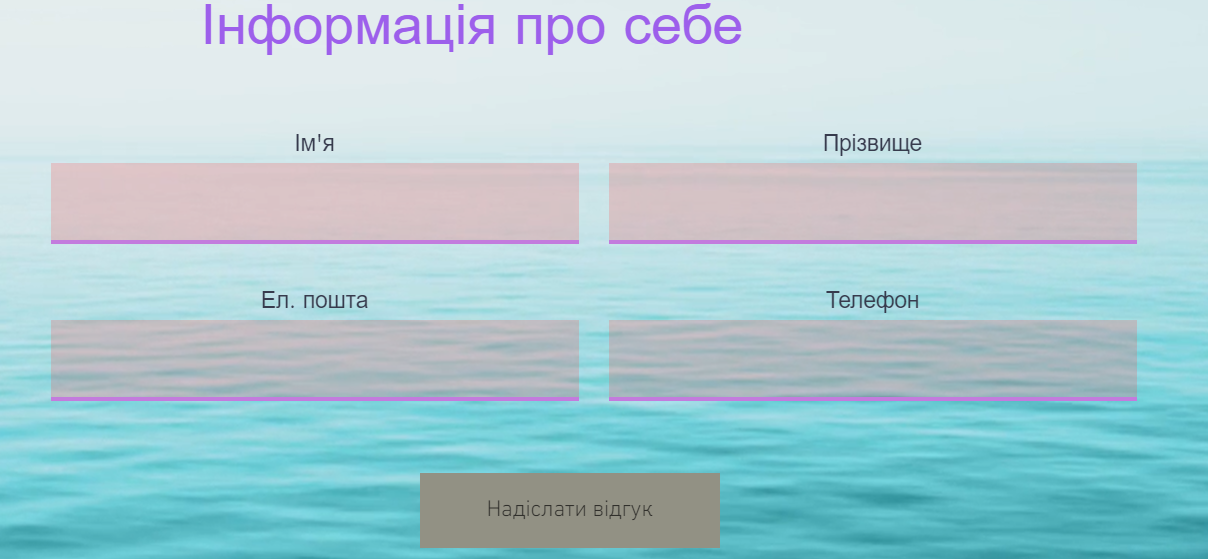 Інформація про себе
Ім'я
Прізвище
Ел. пошта
Телефон
Надіслати відгук